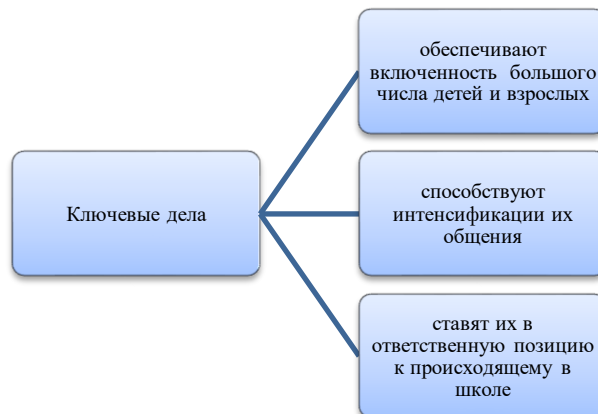 Ключевые дела
обеспечивают
включенность большого
числа детей и взрослых
способствуют
интенсификации их
общения
ставят их в
ответственную позицию
к происходящему в
школе